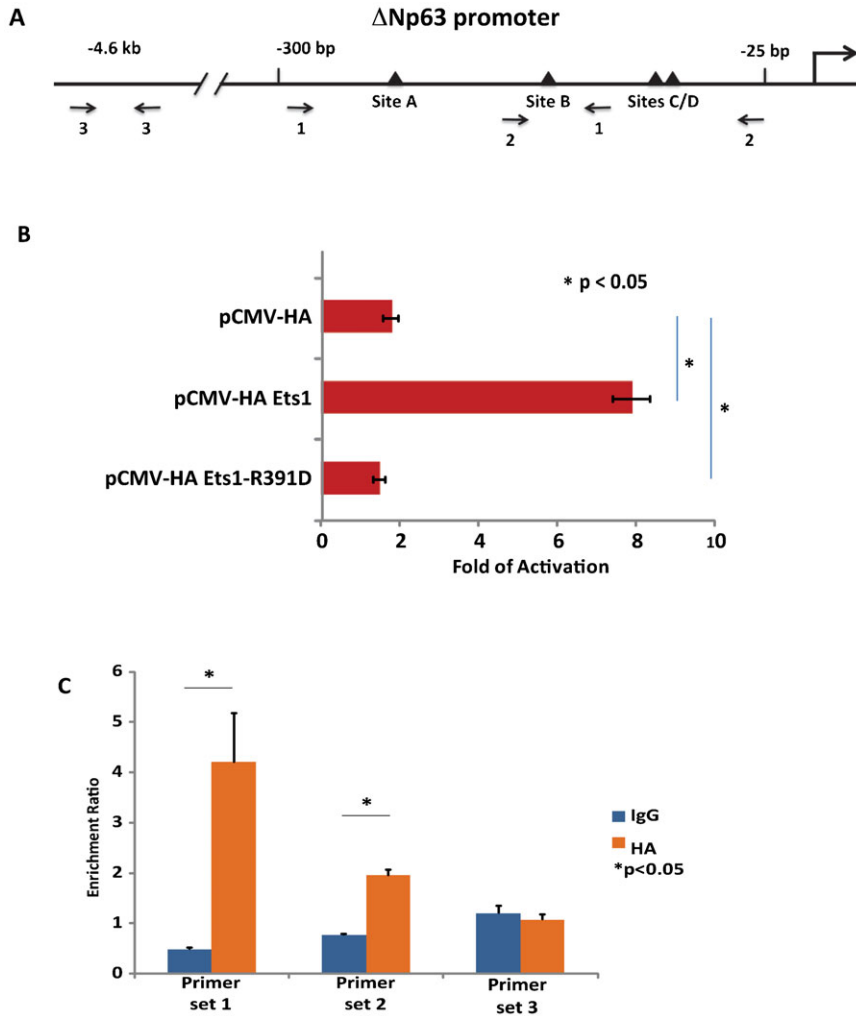 A
ΔNp63 promoter
-4.6 kb
-300 bp
-25 bp
Site A
Site B
Sites C/D
3
3
1
2
1
2
B
* p < 0.05
pCMV-HA
pCMV-HA Ets1
pCMV-HA Ets1-R391D
*
*
0
2
4
6
8
10
Fold of Activation
C
Enrichment Ratio
6
5
4
3
2
1
0
*
*
IgG
HA
*p<0.05
Primer
set 1
Primer
set 2
Primer
set 3